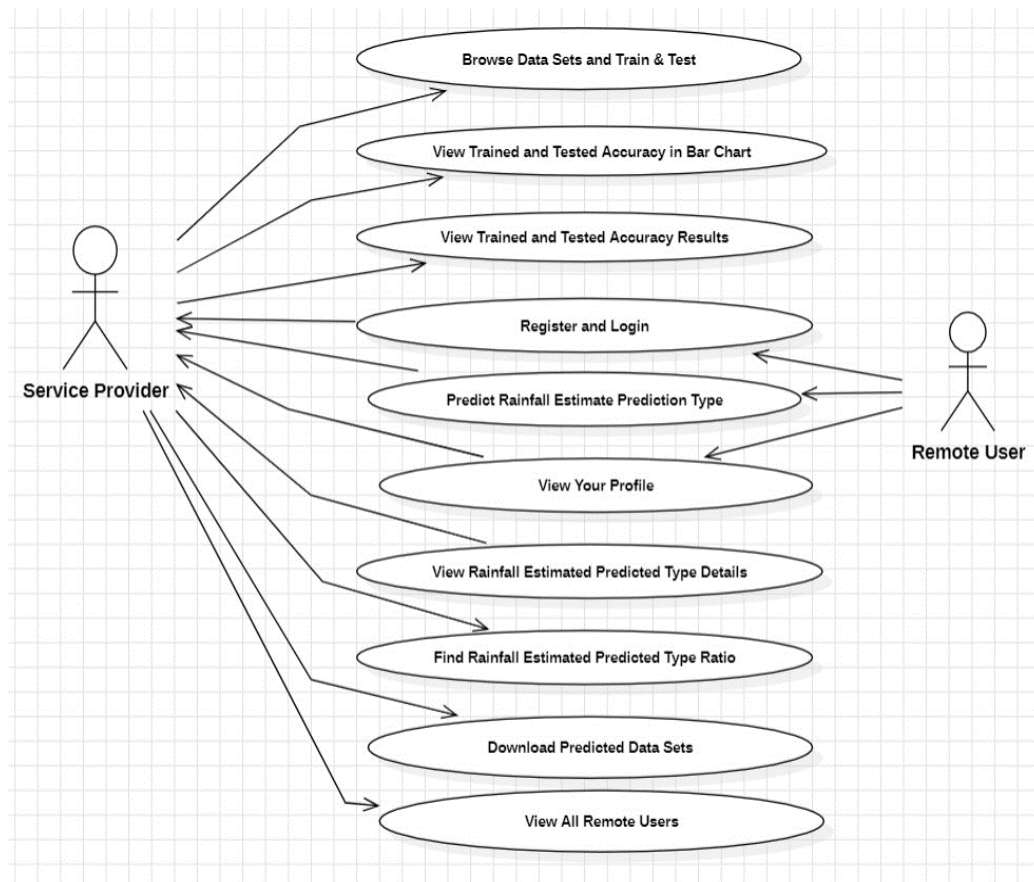 Browse Data Sets and Train & Test
View Trained and Tested Accuracy in Bar Chart
View Trained and Tested Accuracy Results
Register and Login
Predict Rainfall Estimate Prediction Type
View Your Profile
View Rainfall Estimated Predicted Type Details
Find Rainfall Estimated Predicted Type Ratio
Download Predicted Data Sets
View All Remote Users
Service Provider
Remote User